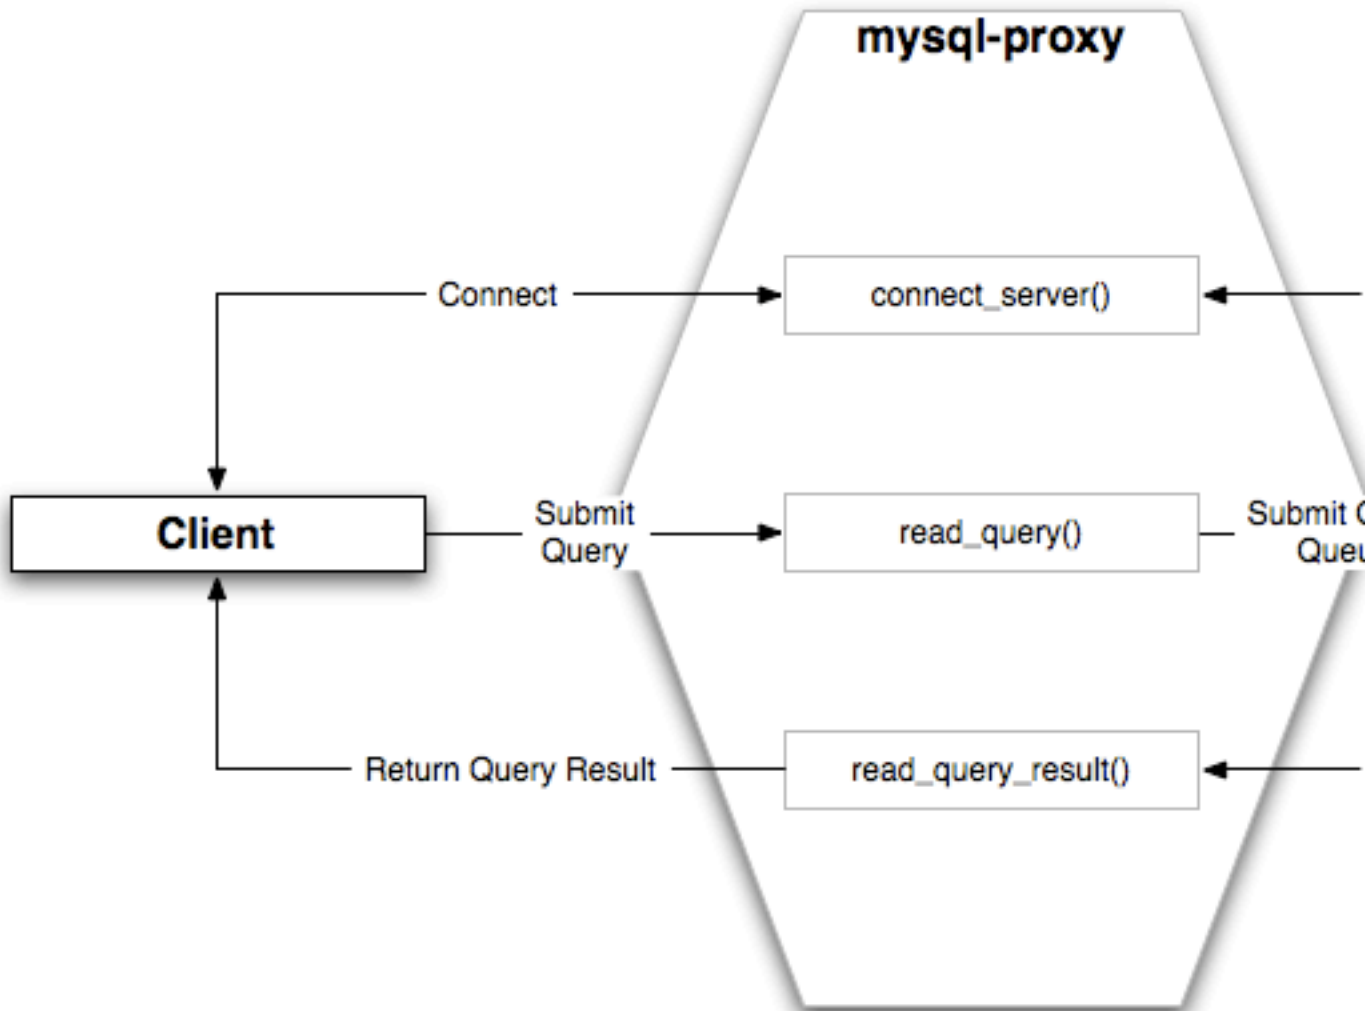 mysql-proxy
Connect
connect_server()
Client
Submit
Query
read_query()
Submit
Return Query Result
read_query_result()